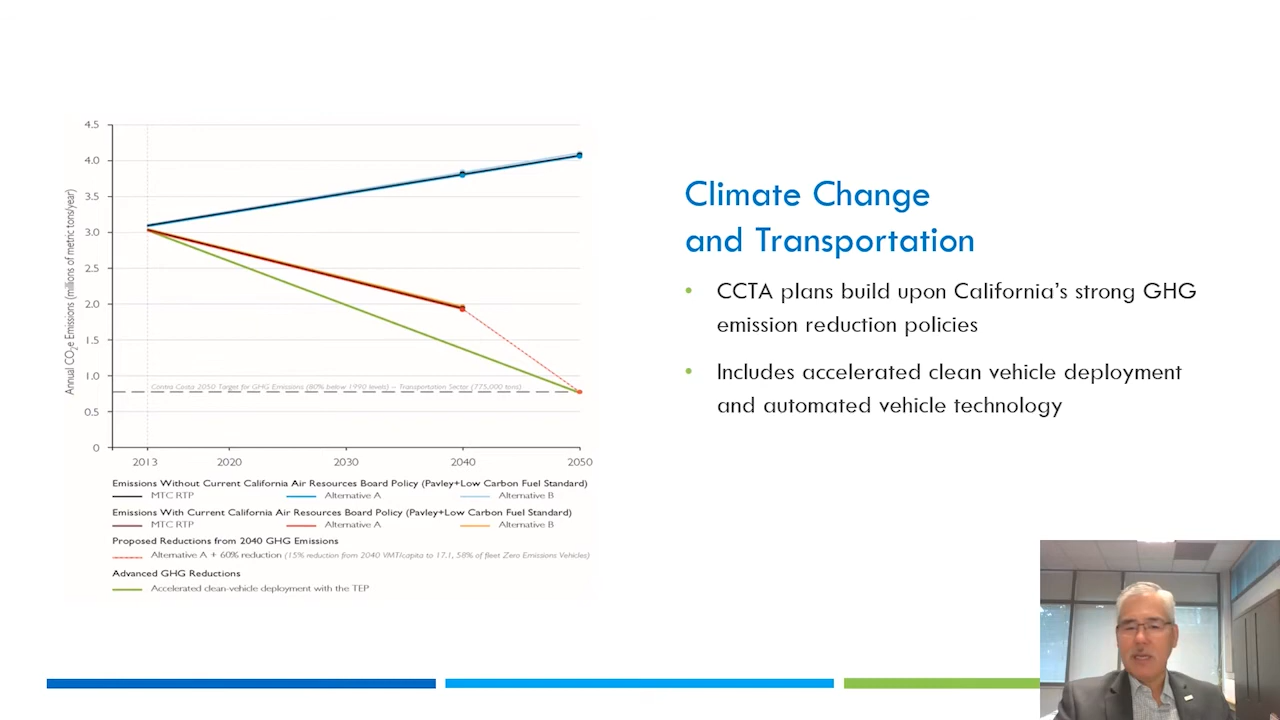 4.5
4.0
3.5
3.0
2.5
2.0
1.5
1.0
0.5
0
Annual CO2e Emissions (millions of metric tons/year)
Contra Costa 2050 Target for GHG Emissions (80% below 1990 levels) – Transportation Sector (775,000 tons)
2013 2020 2030 2040 2050
Emissions Without Current California Air Resources Board Policy (Pavley+Low Carbon Fuel Standard)
MTC RTP Alternative A Alternative B
Emissions With Current California Air Resources Board Policy (Pavley+Low Carbon Fuel Standard)
MTC RTP Alternative A Alternative B
Proposed Reductions from 2040 GHG Emissions
Alternative A + 60% reduction (15% reduction from 2040 VMT/capita to 17.1, 58% of fleet Zero Emissions Vehicles)
Advanced GHG Reductions
Accelerated clean-vehicle deployment with the TEP
Climate Change
and Transportation
• CCTA plans build upon California's strong GHG
emission reduction policies
• Includes accelerated clean vehicle deployment
and automated vehicle technology